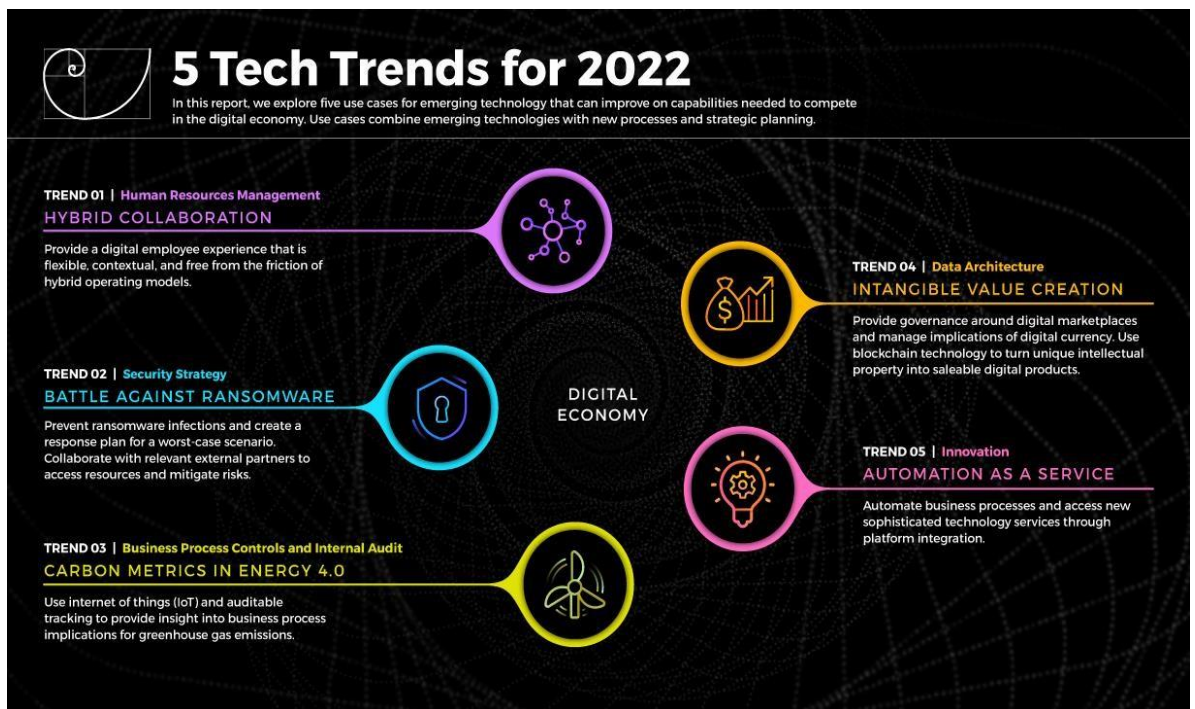 5 Tech Trends for 2022
In this report, we explore five use cases for emerging technology that can improve on capabilities needed to compete
in the digital economy. Use cases combine emerging technologies with new processes and strategic planning.
TREND 01 | Human Resources Management
HYBRID COLLABORATION
Provide a digital employee experience that is
flexible, contextual, and free from the friction of
hybrid operating models.
TREND 02 | Security Strategy
BATTLE AGAINST RANSOMWARE
Prevent ransomware infections and create a
response plan for a worst-case scenario.
Collaborate with relevant external partners to
access resources and mitigate risks.
TREND 03 | Business Process Controls and Internal Audit
CARBON METRICS IN ENERGY 4.0
Use internet of things (IoT) and auditable
tracking to provide insight into business process
implications for greenhouse gas emissions.
DIGITAL
ECONOMY
$
TREND 04 | Data Architecture
INTANGIBLE VALUE CREATION
Provide governance around digital marketplaces
and manage implications of digital currency. Use
blockchain technology to turn unique intellectual
property into saleable digital products.
TREND 05 | Innovation
AUTOMATION AS A SERVICE
Automate business processes and access new
sophisticated technology services through
platform integration.